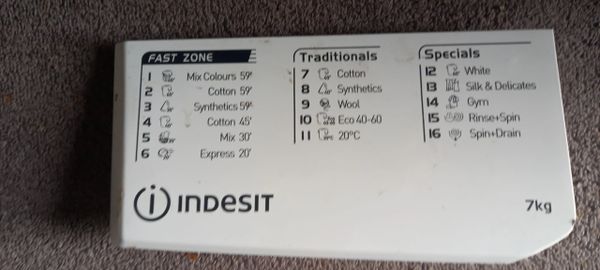 FAST ZONE
1 Mix Colours 59'
2 Cotton 59'
3 Synthetics 59'
4 Cotton 45'
5 Mix 30'
6 Express 20'
Traditionals
7 Cotton
8 Synthetics
9 Wool
10 Eco 40-60
11 20°C
Specials
12 White
13 Silk & Delicates
14 Gym
15 Rinse+Spin
16 Spin+Drain
INDESIT
7kg